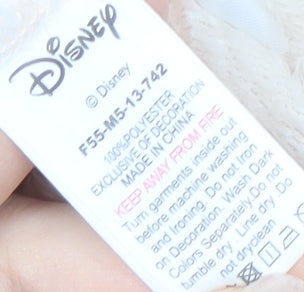 Disney
© Disney
F55-M5-13-742
100%POLYESTER
EXCLUSIVE OF DECORATION
MADE IN CHINA
KEEP AWAY FROM FIRE
Turn garments inside out
before machine washing
and Ironing. Do not Iron
on Decoration. Wash Dark
Colors Separately.Do not
tumble dry. Line dry. Do
not dryclean